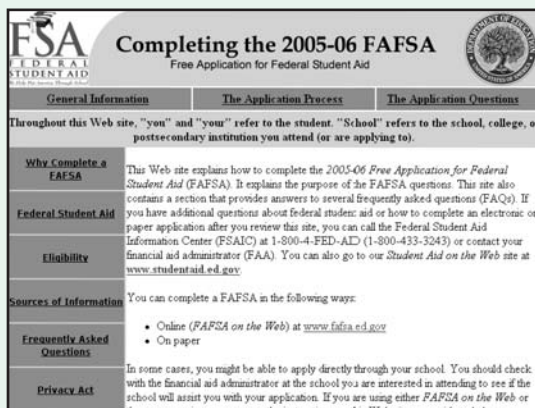 FSA
FEDERAL
STUDENT AID
Completing the 2005-06 FAFSA
Free Application for Federal Student Aid
General Information
The Application Process
The Application Questions
Throughout this Web site, "you" and "your" refer to the student. "School" refers to the school, college, o
postsecondary institution you attend (or are applying to).
Why Complete a
FAFSA
Federal Student Aid
Eligibility
Sources of Information
Frequently Asked
Questions
Privacy Act
This Web site explains how to complete the 2005-06 Free Application for Federal
Student Aid (FAFSA). It explains the purpose of the FAFSA questions. This site also
contains a section that provides answers to several frequently asked questions (FAQs). If
you have additional questions about federal student aid or how to complete an electronic or
paper application after you review this site, you can call the Federal Student Aid
Information Center (FSAIC) at 1-800-4-FED-AID (1-800-433-3243) or contact your
financial aid administrator (FAA). You can also go to our Student Aid on the Web site at
www.studentaid.ed.gov.
You can complete a FAFSA in the following ways:
• Online (FAFSA on the Web) at www.fafsa.ed.gov
• On paper
In some cases, you might be able to apply directly through your school. You should check
with the financial aid administrator at the school you are interested in attending to see if the
school will assist you with your application. If you are using either FAFSA on the Web or